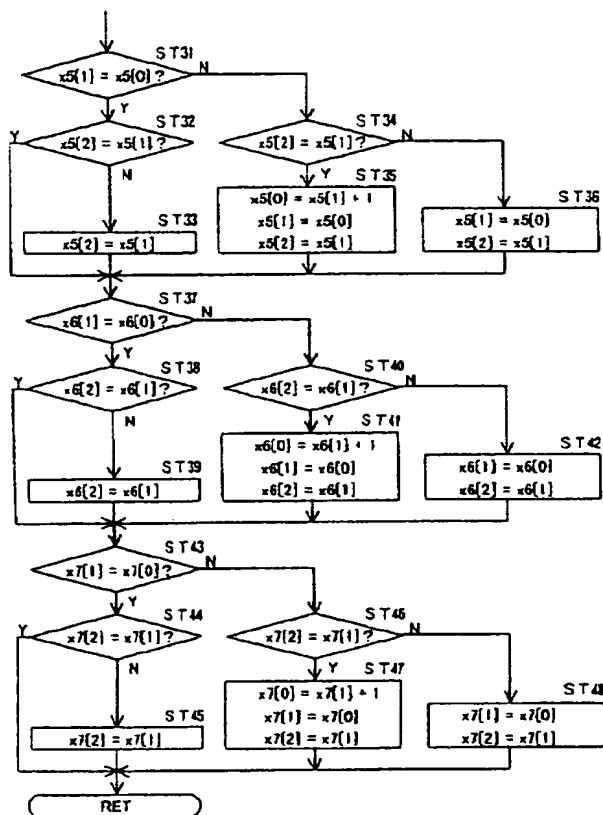 ST31
x5[1] = x5[0] ?
N
Y
ST32
Y
x5[2] = x5[1] ?
N
ST34
x5[2] = x5[1] ?
N
Y
ST33
x5[2] = x5[1]
ST35
x5[0] = x5[1] + 1
x5[1] = x5[0]
x5[2] = x5[1]
ST36
x5[1] = x5[0]
x5[2] = x5[1]
ST37
x6[1] = x6[0] ?
N
Y
ST38
Y
x6[2] = x6[1] ?
N
ST40
x6[2] = x6[1] ?
N
Y
ST39
x6[2] = x6[1]
ST41
x6[0] = x6[1] + 1
x6[1] = x6[0]
x6[2] = x6[1]
ST42
x6[1] = x6[0]
x6[2] = x6[1]
ST43
x7[1] = x7[0] ?
N
Y
ST44
Y
x7[2] = x7[1] ?
N
ST46
x7[2] = x7[1] ?
N
Y
ST45
x7[2] = x7[1]
ST47
x7[0] = x7[1] + 1
x7[1] = x7[0]
x7[2] = x7[1]
x7[1] = x7[0]
x7[2] = x7[1]
RET